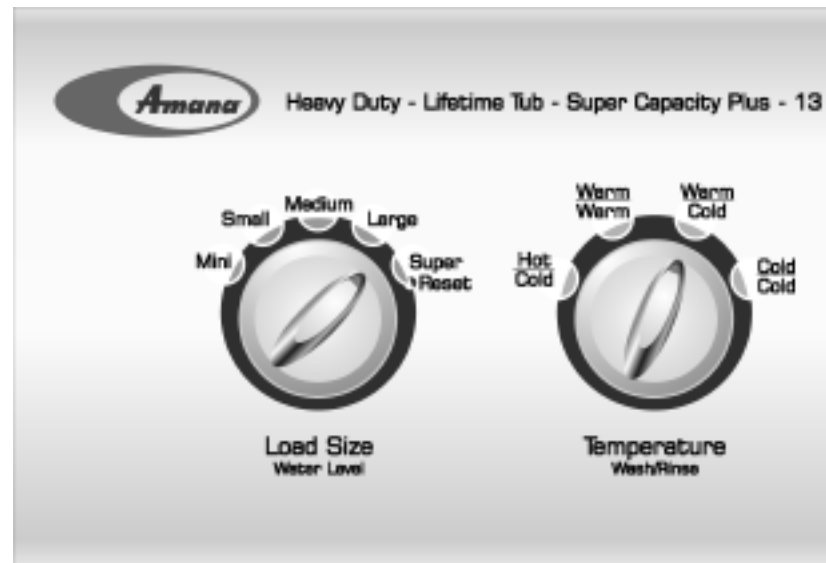 Amana
Heavy Duty - Lifetime Tub - Super Capacity Plus - 13
Mini
Small
Medium
Large
Super
Reset
Load Size
Water Level
Hot
Cold
Warm
Warm
Warm
Cold
Cold
Cold
Temperature
Wash/Rinse